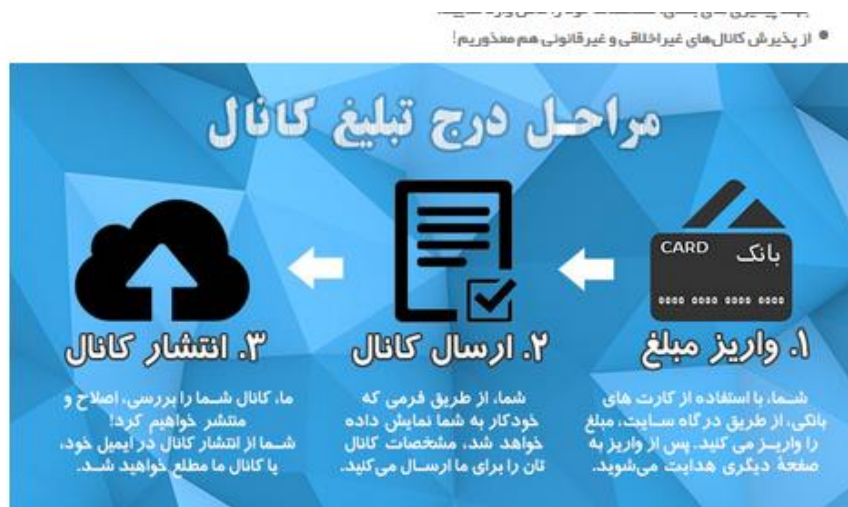 از پذیرش کانال‌های غیراخلاقی و غیرقانونی هم معذوریم!
مراحل درج تبلیغ کانال
CARD بانک
0000 0000 0000 0000
۱. واریز مبلغ
شما، با استفاده از کارت های
بانکی، از طریق درگاه سایت، مبلغ
را واریز می کنید. پس از واریز به
صفحهٔ دیگری هدایت می‌شوید.
۲. ارسال کانال
شما، از طریق فرمی که
خودکار به شما نمایش داده
خواهد شد، مشخصات کانال
تان را برای ما ارسال می‌کنید.
۳. انتشار کانال
ما، کانال شما را بررسی، اصلاح و
منتشر خواهیم کرد!
شما از انتشار کانال در ایمیل خود،
یا کانال ما مطلع خواهید شد.